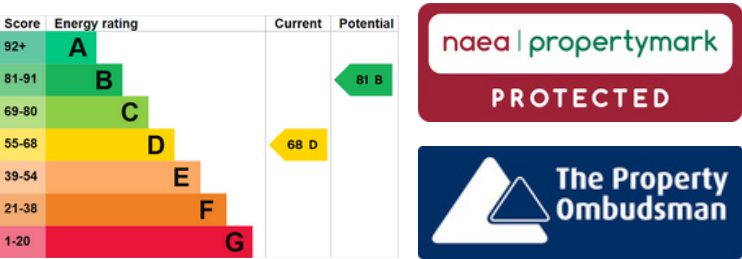 Score Energy rating Current Potential
92+ A
81-91 B 81 B
69-80 C
55-68 D 68 D
39-54 E
21-38 F
1-20 G
naea | propertymark
PROTECTED
The Property
Ombudsman